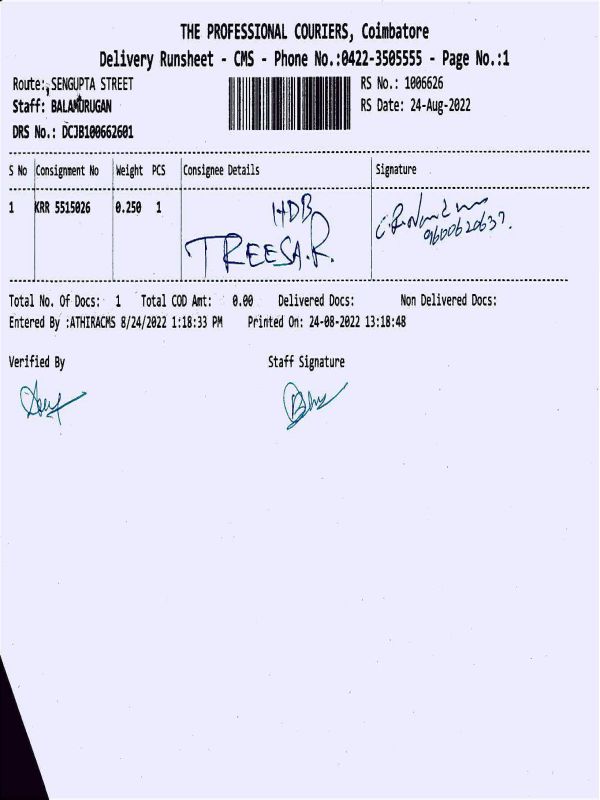 THE PROFESSIONAL COURIERS, Coimbatore
Delivery Runsheet - CMS - Phone No.:0422-3505555 - Page No.:1
Route: SENGUPTA STREET
RS No.: 1006626
Staff: BALAMURUGAN
RS Date: 24-Aug-2022
DRS No.: DCJB100662601
S No Consignment No Weight PCS Consignee Details Signature
1 KRR 5515026 0.250 1
HDB
TREESA.R.
9600620637.
Total No. Of Docs: 1 Total COD Amt: 0.00 Delivered Docs: Non Delivered Docs:
Entered By :ATHIRACMS 8/24/2022 1:18:33 PM Printed On: 24-08-2022 13:18:48
Verified By Staff Signature